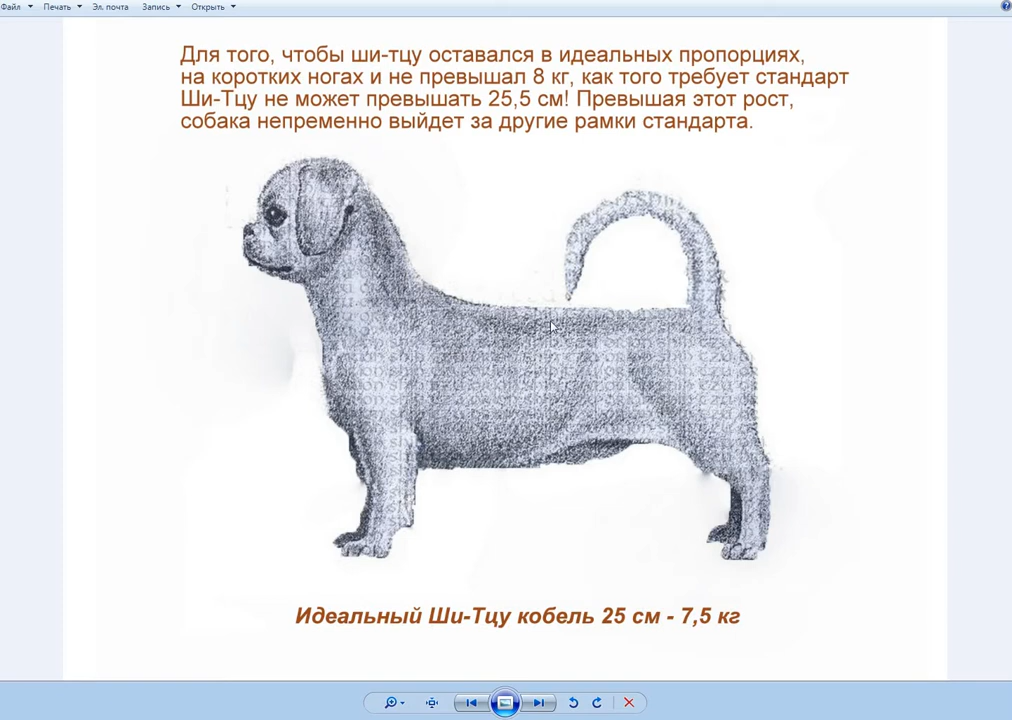 Файл Печать Эл. почта Запись Открыть
Для того, чтобы ши-тцу оставался в идеальных пропорциях,
на коротких ногах и не превышал 8 кг, как того требует стандарт
Ши-Тцу не может превышать 25,5 см! Превышая этот рост,
собака непременно выйдет за другие рамки стандарта.
Идеальный Ши-Тцу кобель 25 см - 7,5 кг